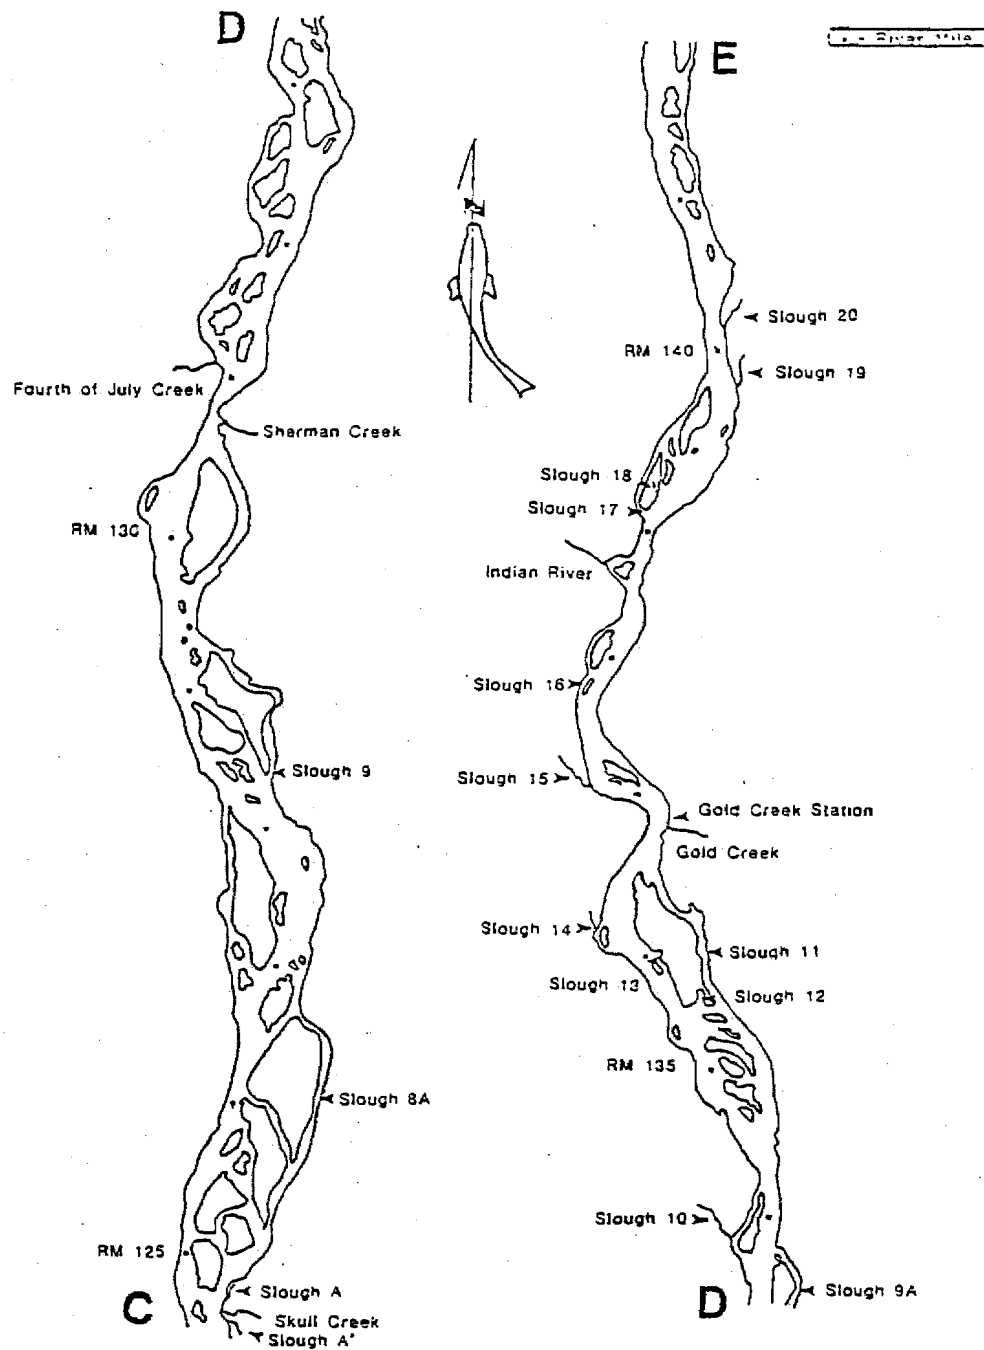 D
E
• = River Mile
N
Slough 20
RM 140
Slough 19
Fourth of July Creek
Sherman Creek
Slough 18
Slough 17
RM 130
Indian River
Slough 16
Slough 9
Slough 15
Gold Creek Station
Gold Creek
Slough 14
Slough 11
Slough 13
Slough 12
RM 135
Slough 8A
Slough 10
RM 125
Slough A
Slough 9A
C
D
Skull Creek
Slough A'